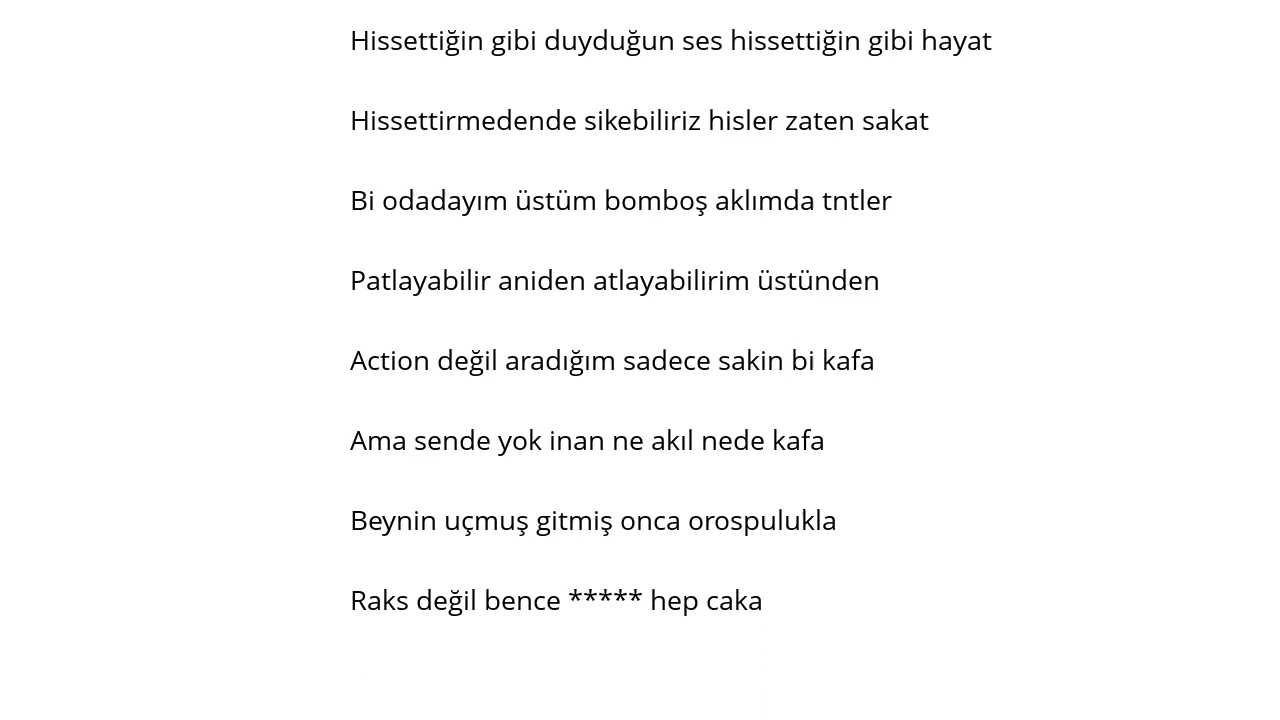 Hissettiğin gibi duyduğun ses hissettiğin gibi hayat
Hissettirmedende sikebiliriz hisler zaten sakat
Bi odadayım üstüm bomboş aklımda tntler
Patlayabilir aniden atlayabilirim üstünden
Action değil aradığım sadece sakin bi kafa
Ama sende yok inan ne akıl nede kafa
Beynin uçmuş gitmiş onca orospulukla
Raks değil bence ***** hep caka